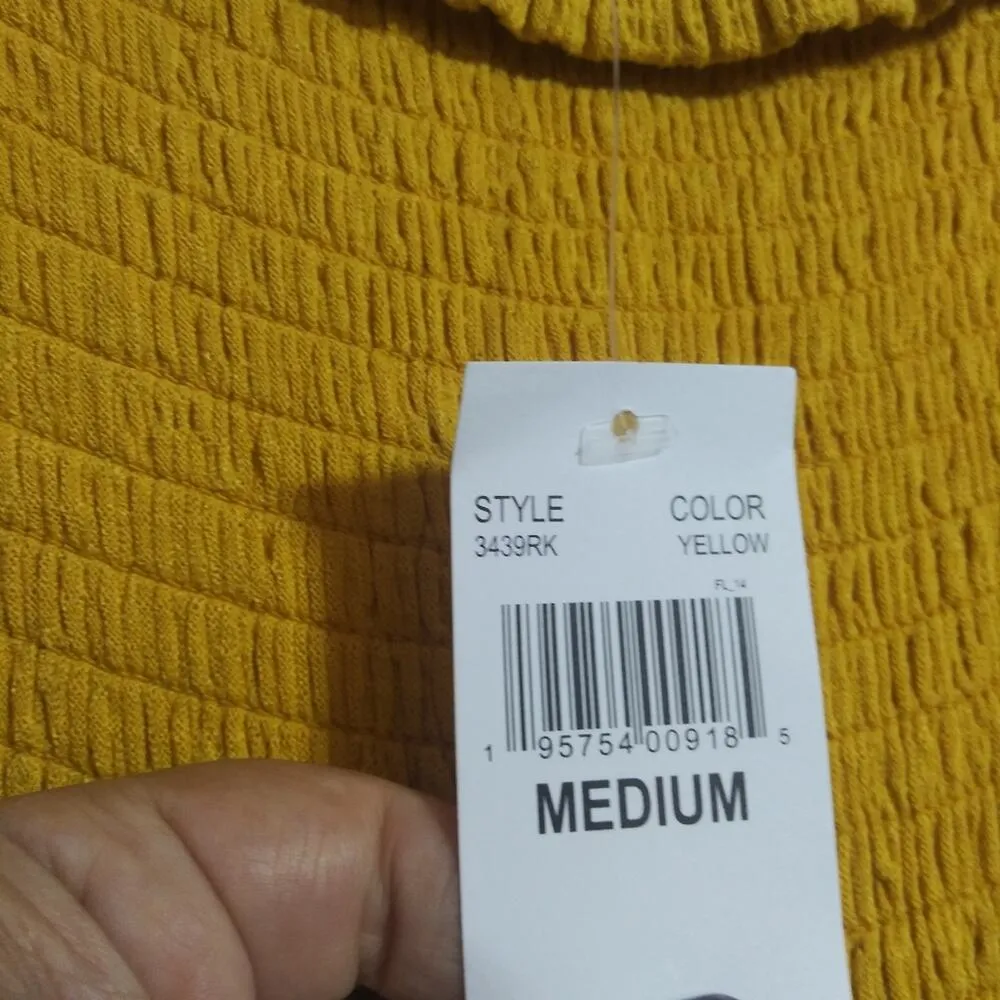 STYLE COLOR
3439RK YELLOW
FL_14
1 95754 00918 5
MEDIUM